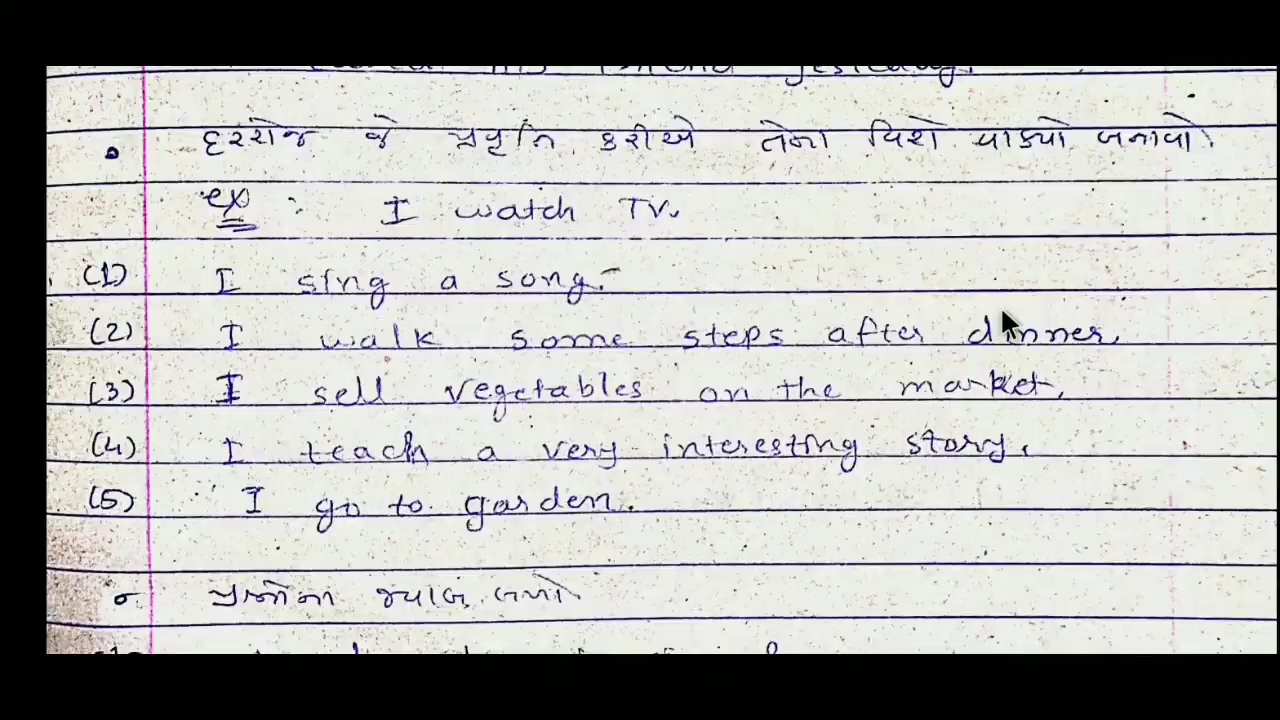 yesterday.
• દરરોજ જે પ્રવૃત્તિ કરીએ તેના વિશે વાક્યો બનાવો.
ex : I watch TV.
(1) I sing a song.
(2) I walk some steps after dinner.
(3) I sell vegetables on the market.
(4) I teach a very interesting story.
(5) I go to garden.
• પ્રશ્નોના જવાબ લખો